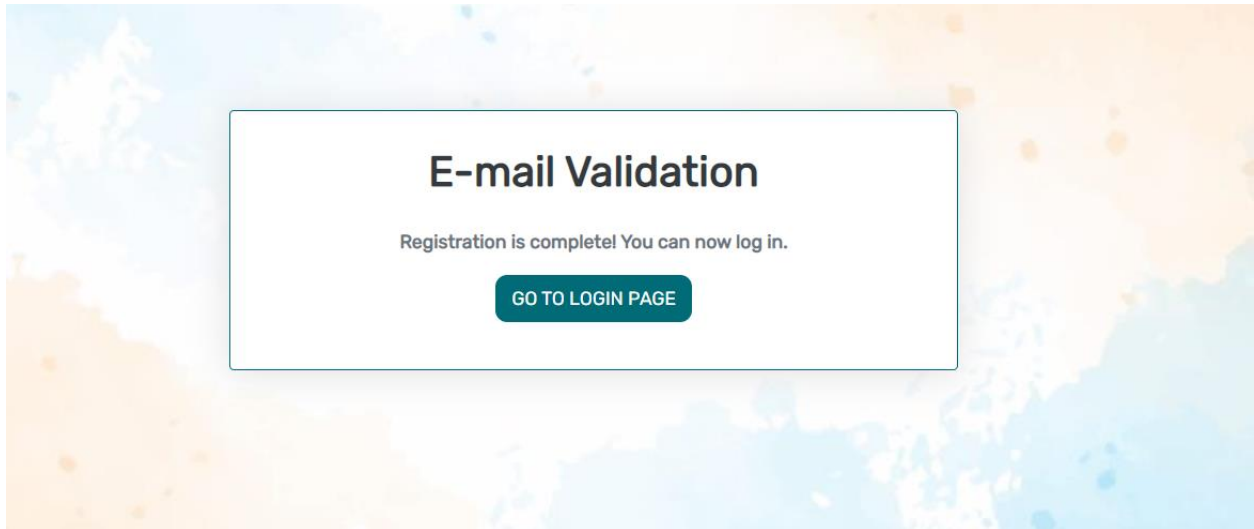 E-mail Validation
Registration is complete! You can now log in.
GO TO LOGIN PAGE